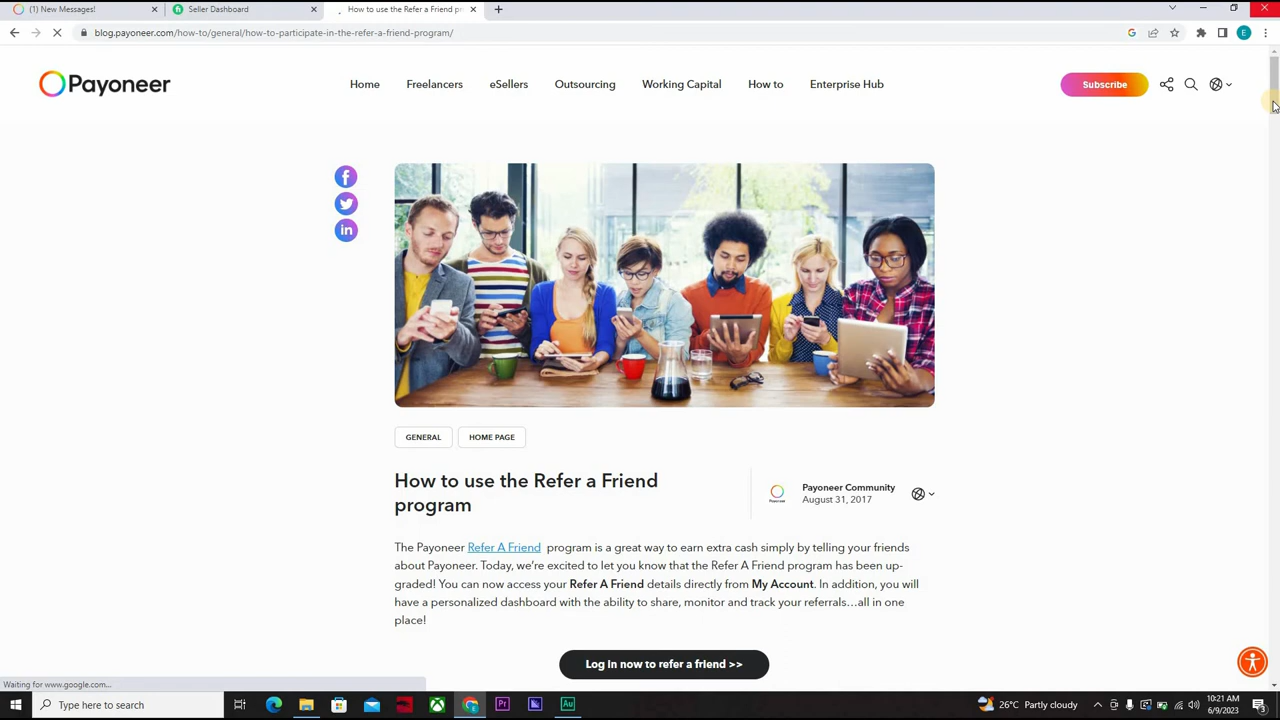 (1) New Messages!
Seller Dashboard
How to use the Refer a Friend pr
blog.payoneer.com/how-to/general/how-to-participate-in-the-refer-a-friend-program/
E
Payoneer
Home
Freelancers
eSellers
Outsourcing
Working Capital
How to
Enterprise Hub
Subscribe
GENERAL
HOME PAGE
How to use the Refer a Friend
program
Payoneer Community
August 31, 2017
The Payoneer Refer A Friend program is a great way to earn extra cash simply by telling your friends
about Payoneer. Today, we're excited to let you know that the Refer A Friend program has been up-
graded! You can now access your Refer A Friend details directly from My Account. In addition, you will
have a personalized dashboard with the ability to share, monitor and track your referrals…all in one
place!
Log in now to refer a friend >>
Waiting for www.google.com...
Type here to search
Pr
Au
26°C Partly cloudy
10:21 AM
6/9/2023